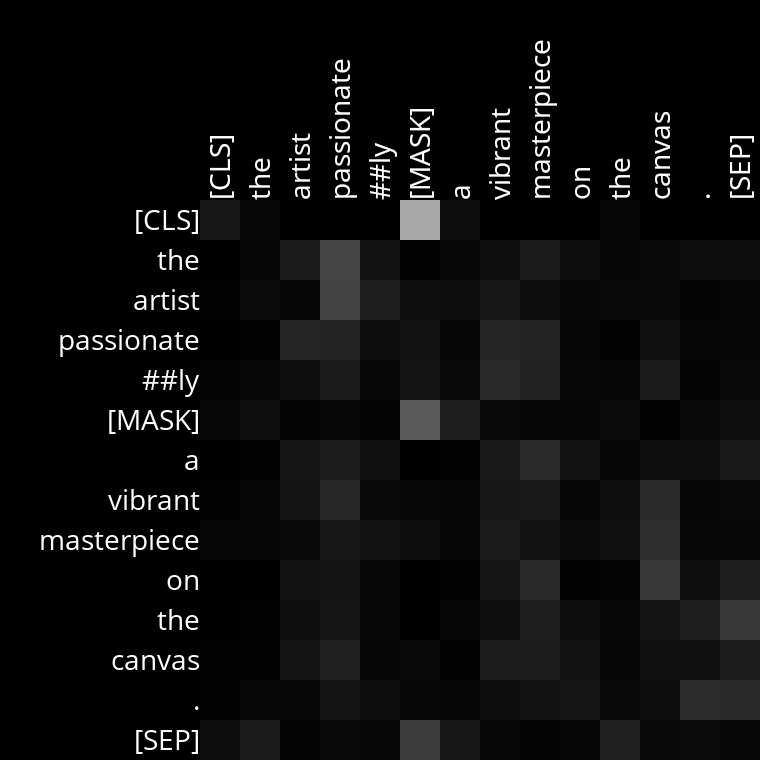 [CLS]
the
artist
passionate
##ly
[MASK]
a
vibrant
masterpiece
on
the
canvas
.
[SEP]
[CLS]
the
artist
passionate
##ly
[MASK]
a
vibrant
masterpiece
on
the
canvas
.
[SEP]